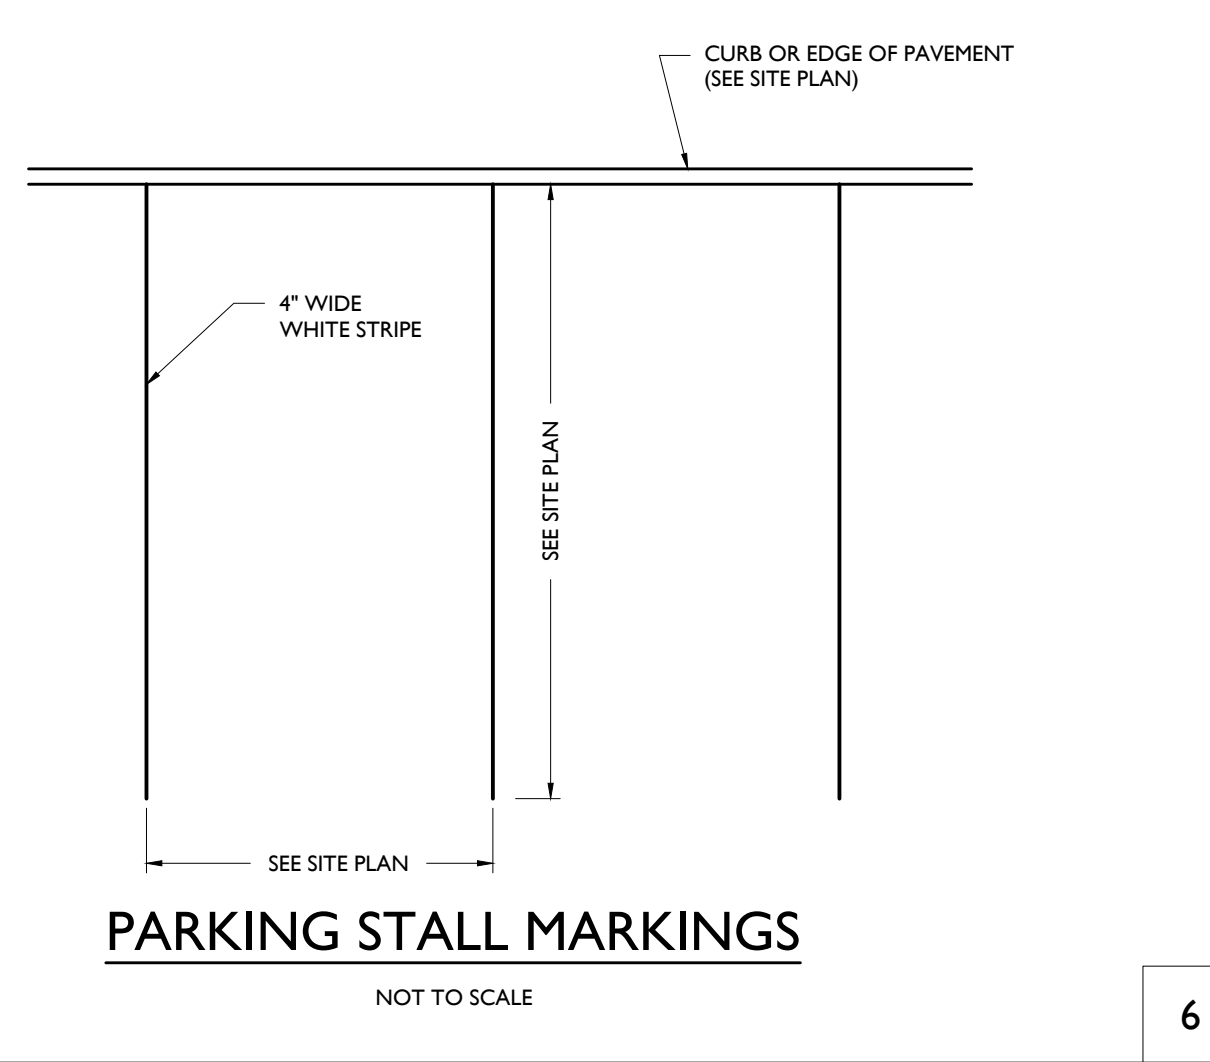 CURB OR EDGE OF PAVEMENT
(SEE SITE PLAN)
4" WIDE
WHITE STRIPE
SEE SITE PLAN
SEE SITE PLAN
PARKING STALL MARKINGS
NOT TO SCALE
6